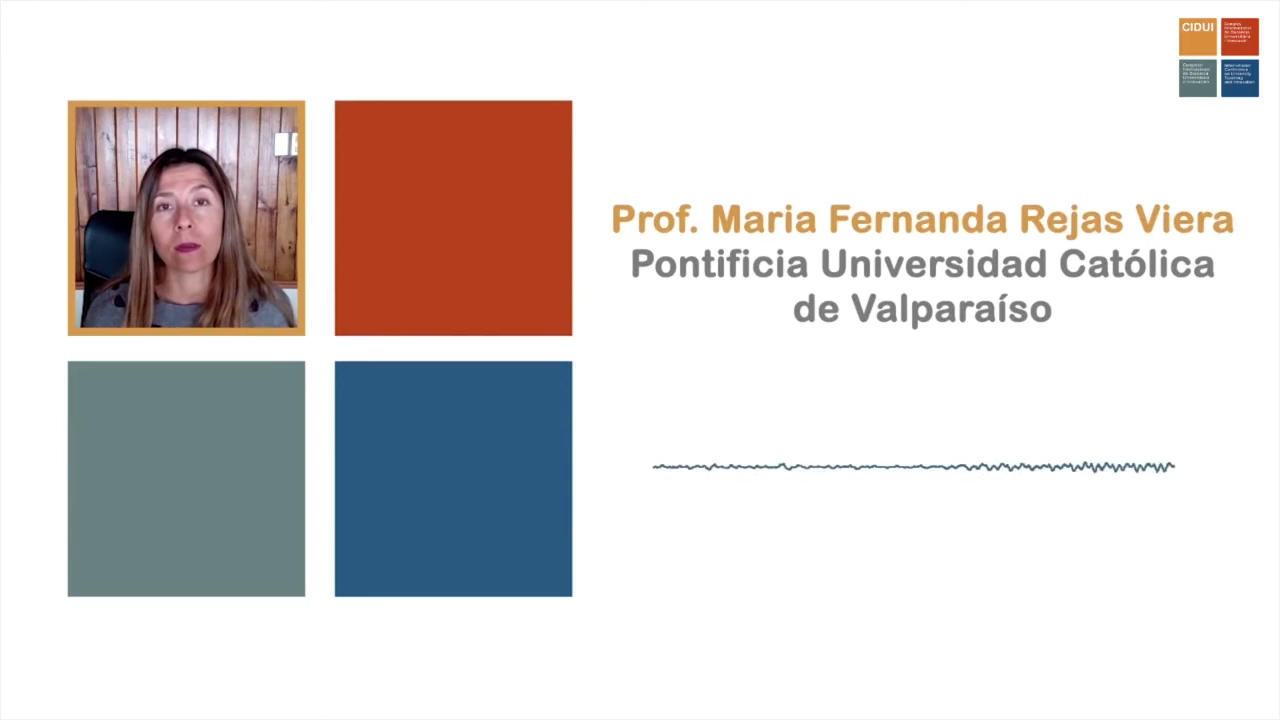 CIDUI
Prof. Maria Fernanda Rejas Viera
Pontificia Universidad Católica
de Valparaíso